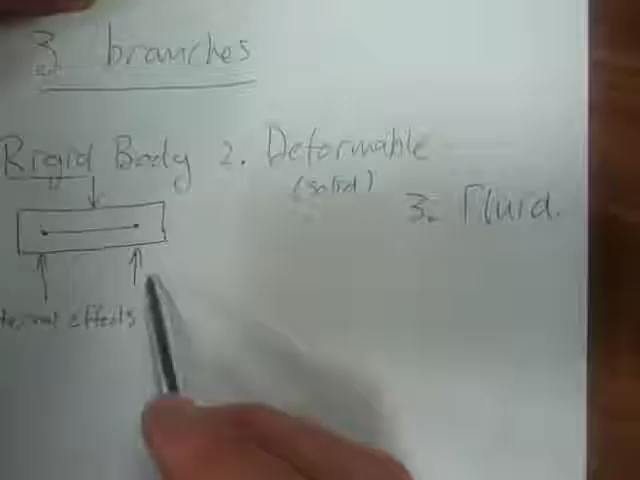 3 branches
Rigid Body 2. Deformable
(solid)
3. Fluid.
effects